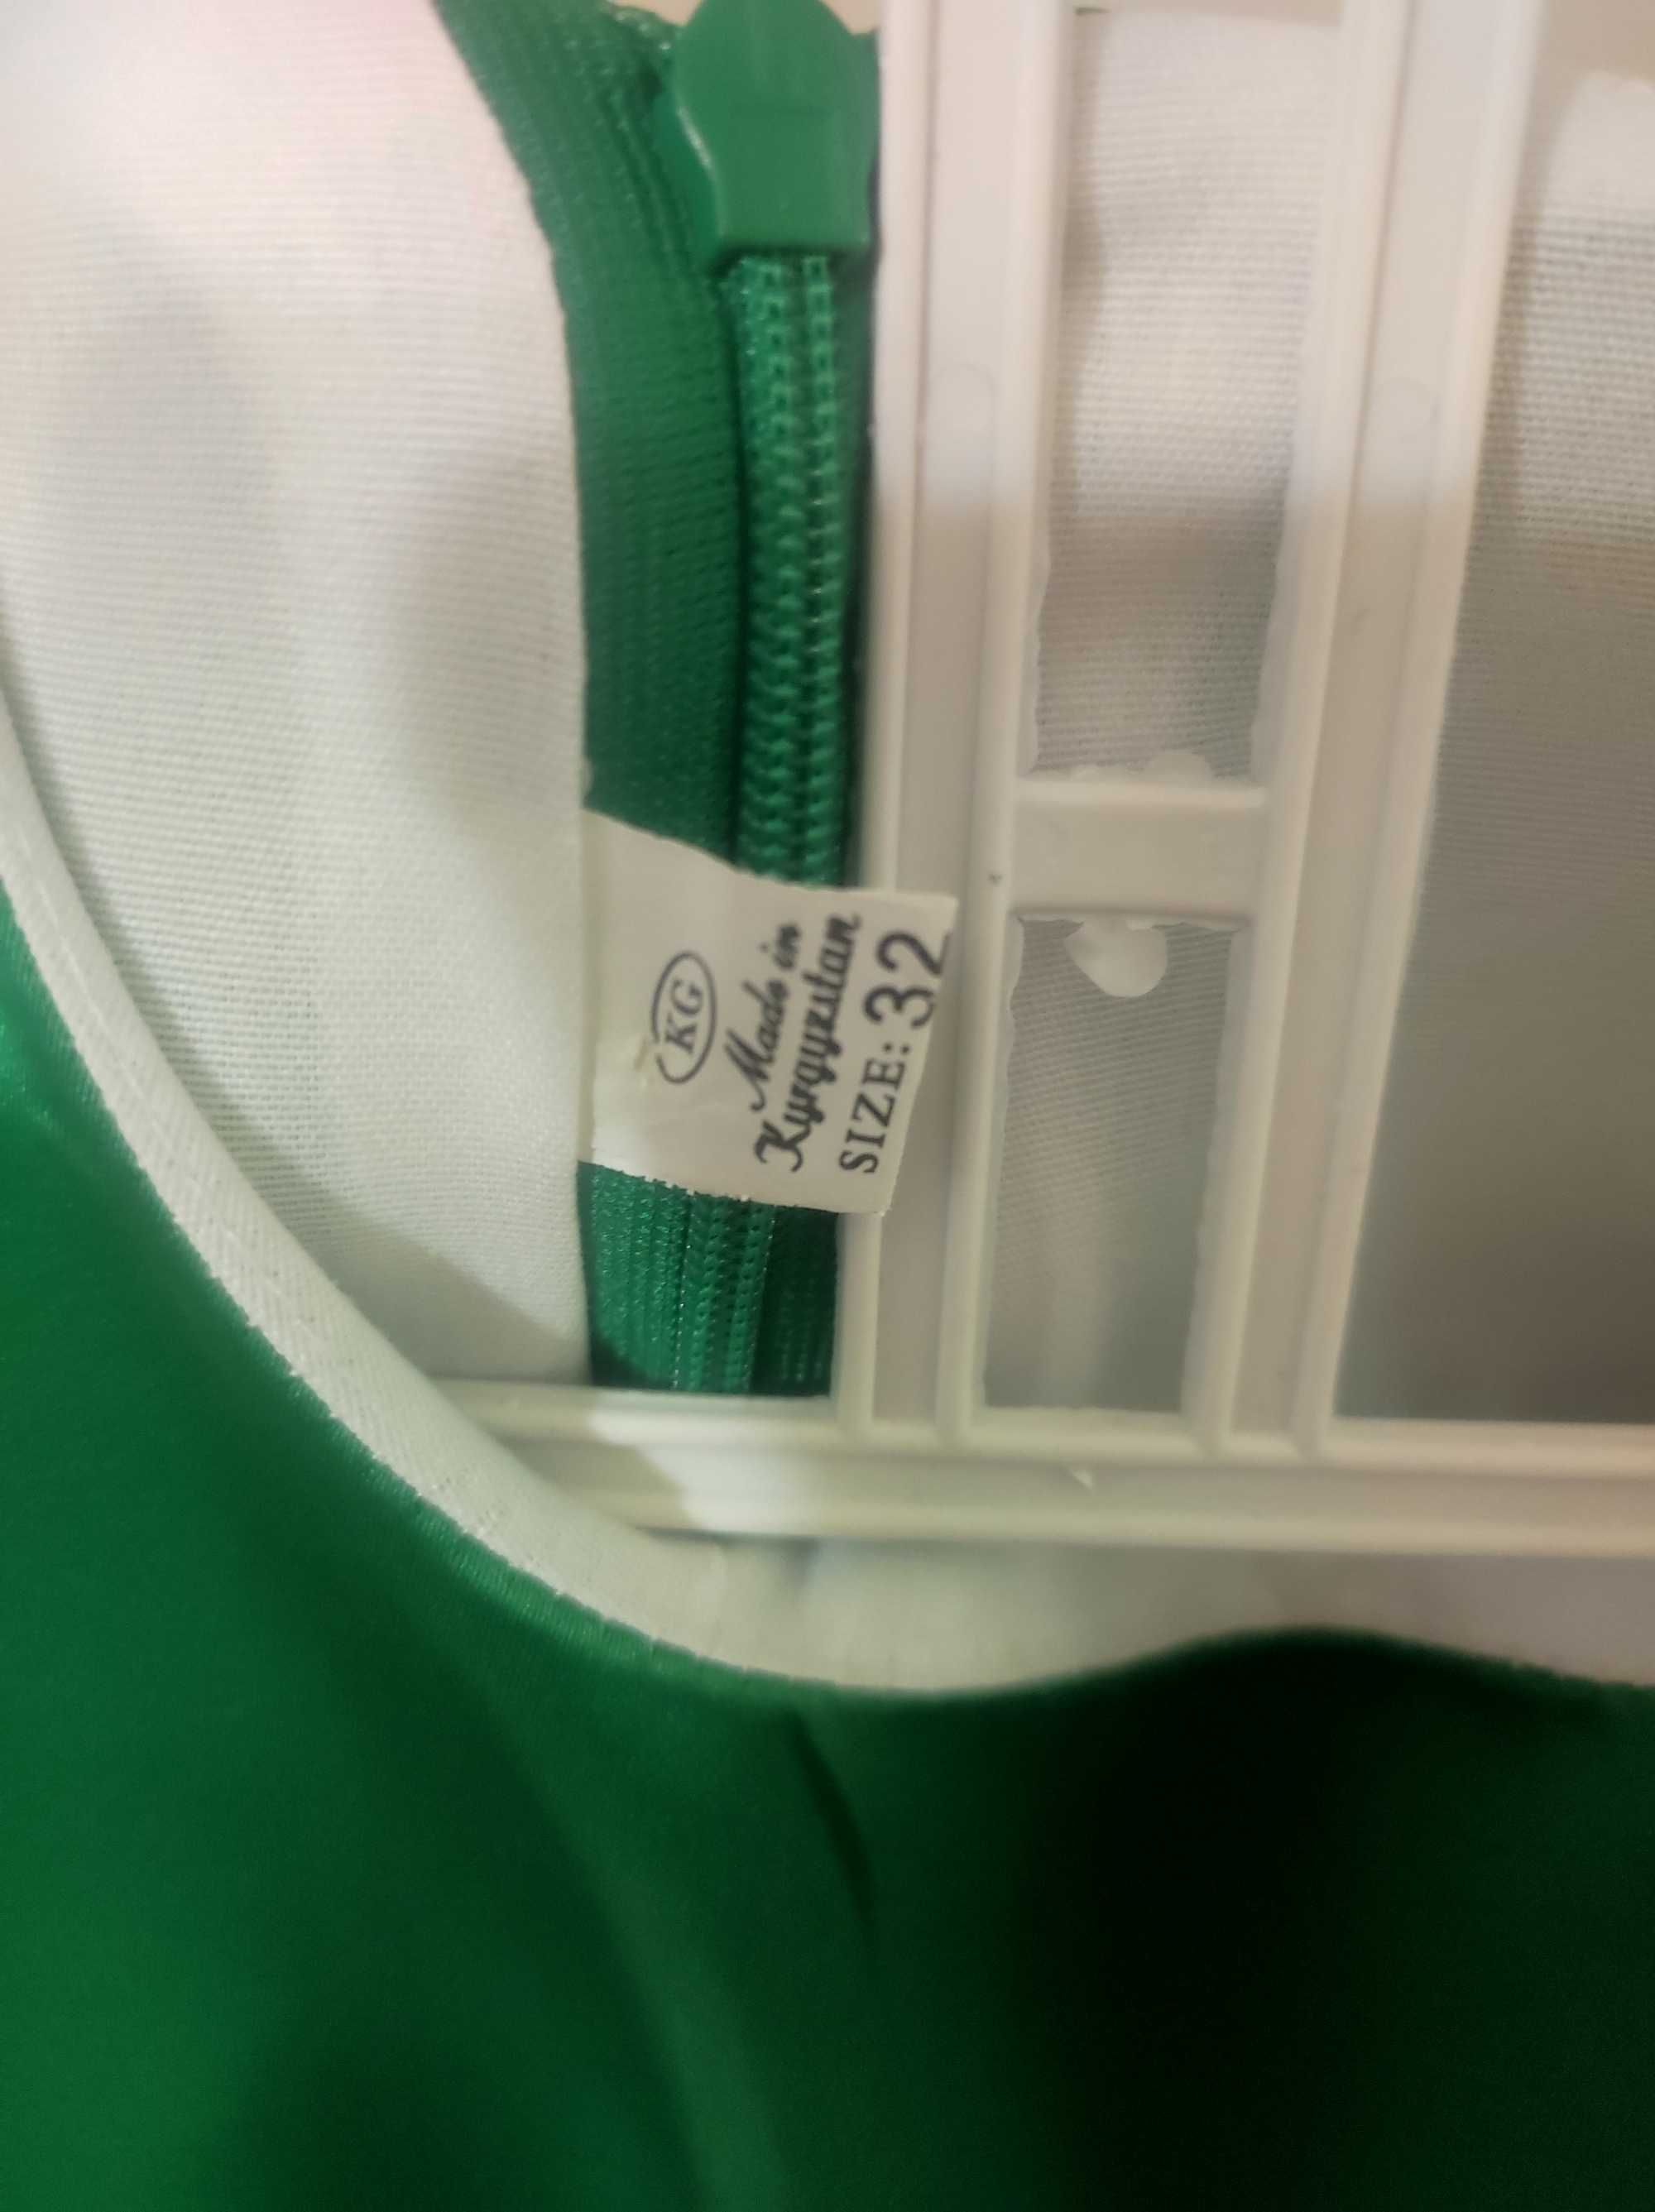 KG
Made in
Kyrgyzstan
SIZE: 32